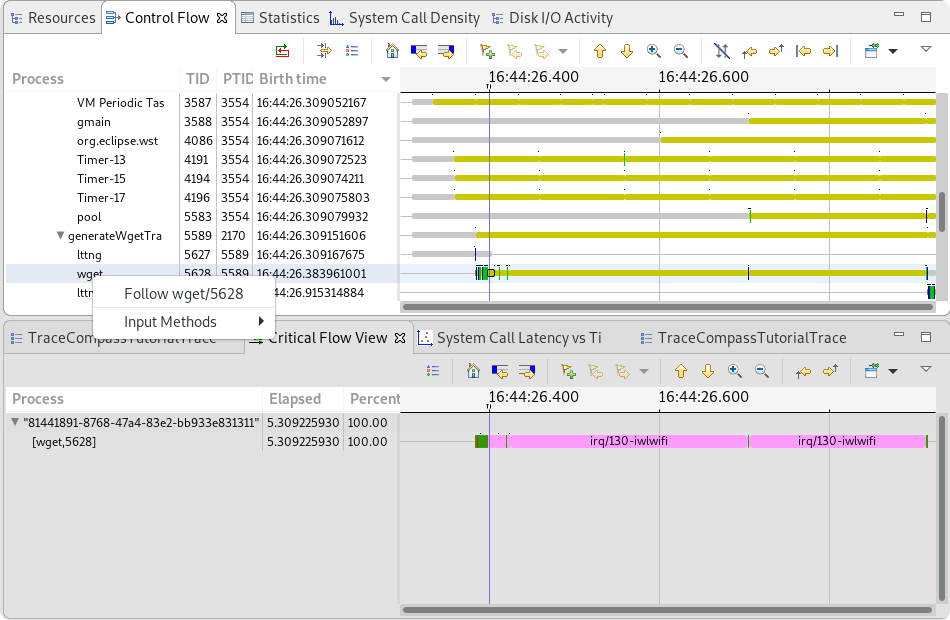 Resources Control Flow Statistics System Call Density Disk I/O Activity
Process TID PTID Birth time 16:44:26.400 16:44:26.600
VM Periodic Tas 3587 3554 16:44:26.309052167
gmain 3588 3554 16:44:26.309052897
org.eclipse.wst 4086 3554 16:44:26.309071612
Timer-13 4191 3554 16:44:26.309072523
Timer-15 4194 3554 16:44:26.309074211
Timer-17 4196 3554 16:44:26.309075803
pool 5583 3554 16:44:26.309079932
generateWgetTra 5589 2170 16:44:26.309151606
lttng 5627 5589 16:44:26.309167675
wget 5628 5589 16:44:26.383961001
lttn 44:26.915314884
Follow wget/5628
Input Methods
TraceCompassTutorialTrace Critical Flow View System Call Latency vs Ti TraceCompassTutorialTrace
Process Elapsed Percent 16:44:26.400 16:44:26.600
"81441891-8768-47a4-83e2-bb933e831311" 5.309225930 100.00
[wget,5628] 5.309225930 100.00 irq/130-iwlwifi irq/130-iwlwifi